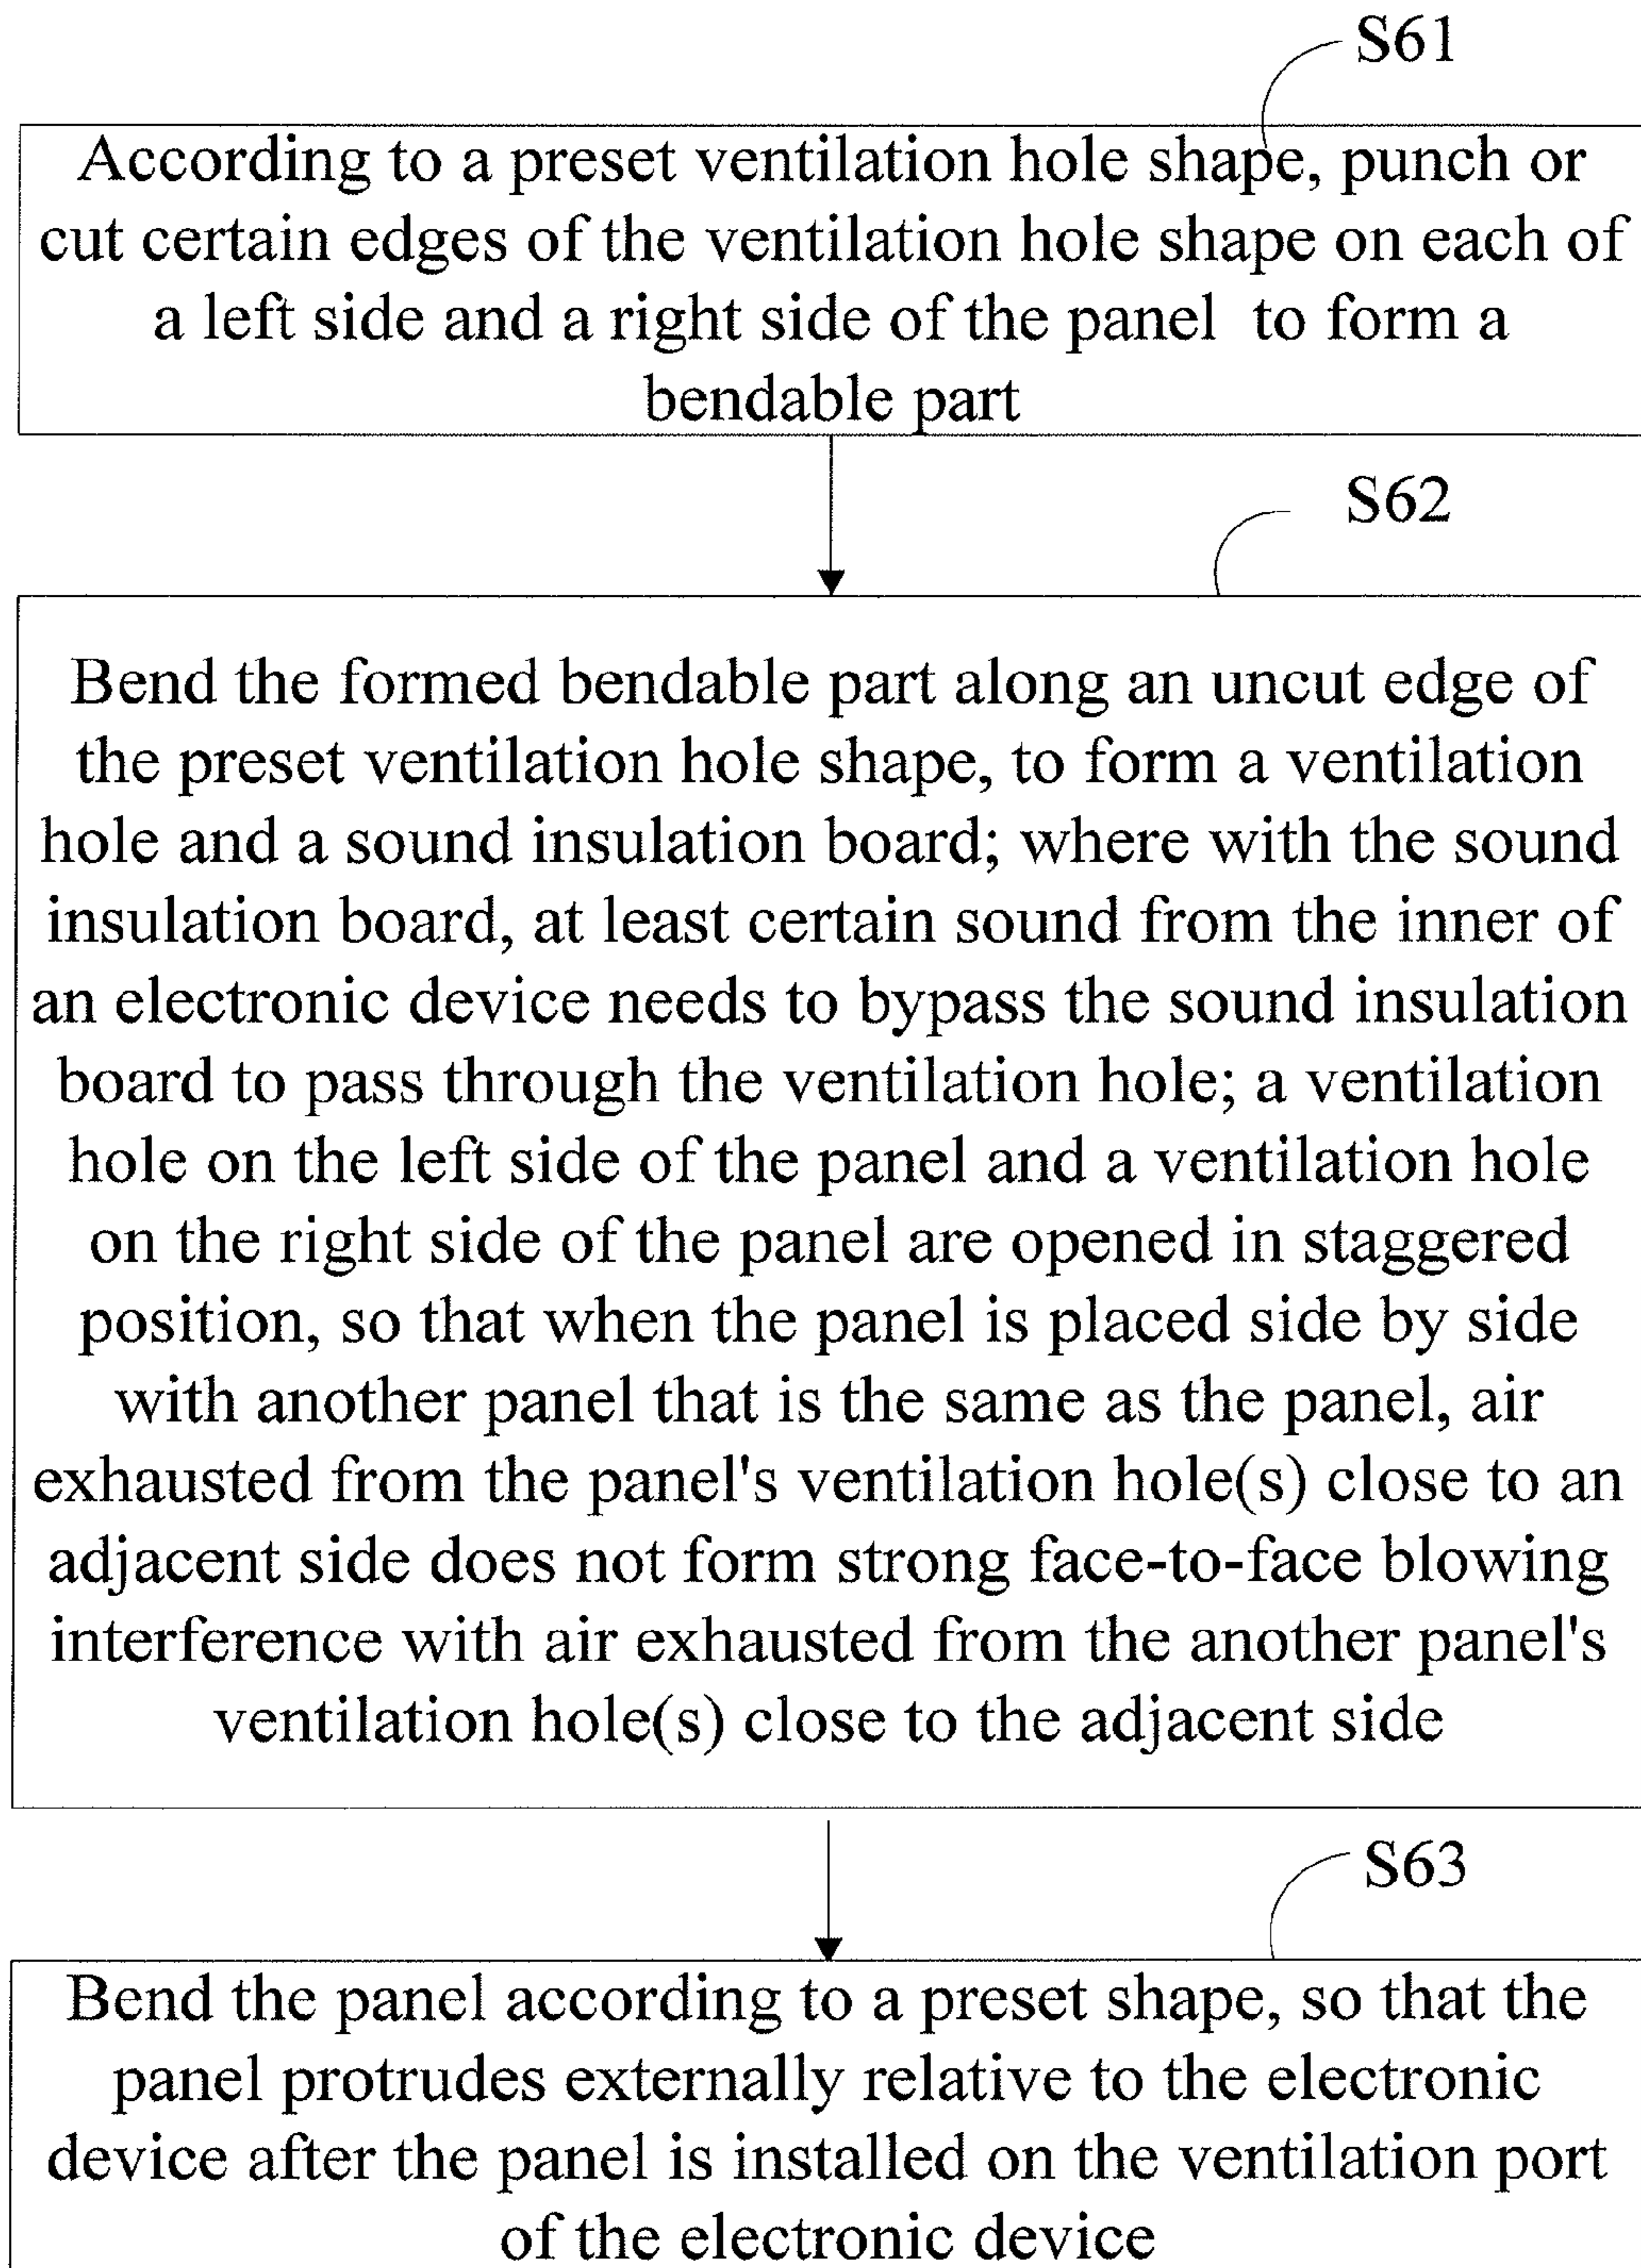 S61
According to a preset ventilation hole shape, punch or
cut certain edges of the ventilation hole shape on each of
a left side and a right side of the panel to form a
bendable part
S62
Bend the formed bendable part along an uncut edge of
the preset ventilation hole shape, to form a ventilation
hole and a sound insulation board; where with the sound
insulation board, at least certain sound from the inner of
an electronic device needs to bypass the sound insulation
board to pass through the ventilation hole; a ventilation
hole on the left side of the panel and a ventilation hole
on the right side of the panel are opened in staggered
position, so that when the panel is placed side by side
with another panel that is the same as the panel, air
exhausted from the panel's ventilation hole(s) close to an
adjacent side does not form strong face-to-face blowing
interference with air exhausted from the another panel's
ventilation hole(s) close to the adjacent side
S63
Bend the panel according to a preset shape, so that the
panel protrudes externally relative to the electronic
device after the panel is installed on the ventilation port
of the electronic device